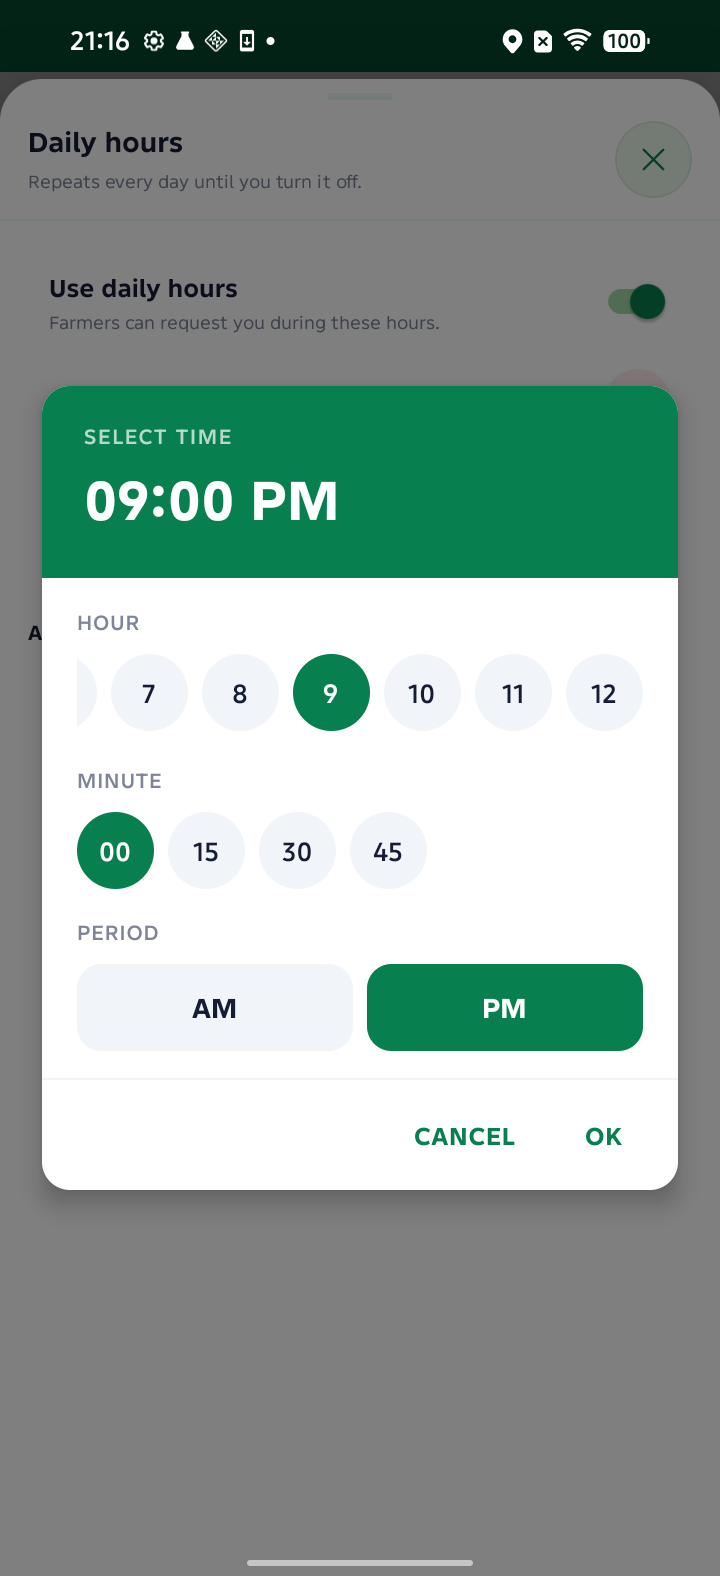 21:16
100
Daily hours
Repeats every day until you turn it off.
Use daily hours
Farmers can request you during these hours.
SELECT TIME
09:00 PM
A
HOUR
7 8 9 10 11 12
MINUTE
00 15 30 45
PERIOD
AM PM
CANCEL OK